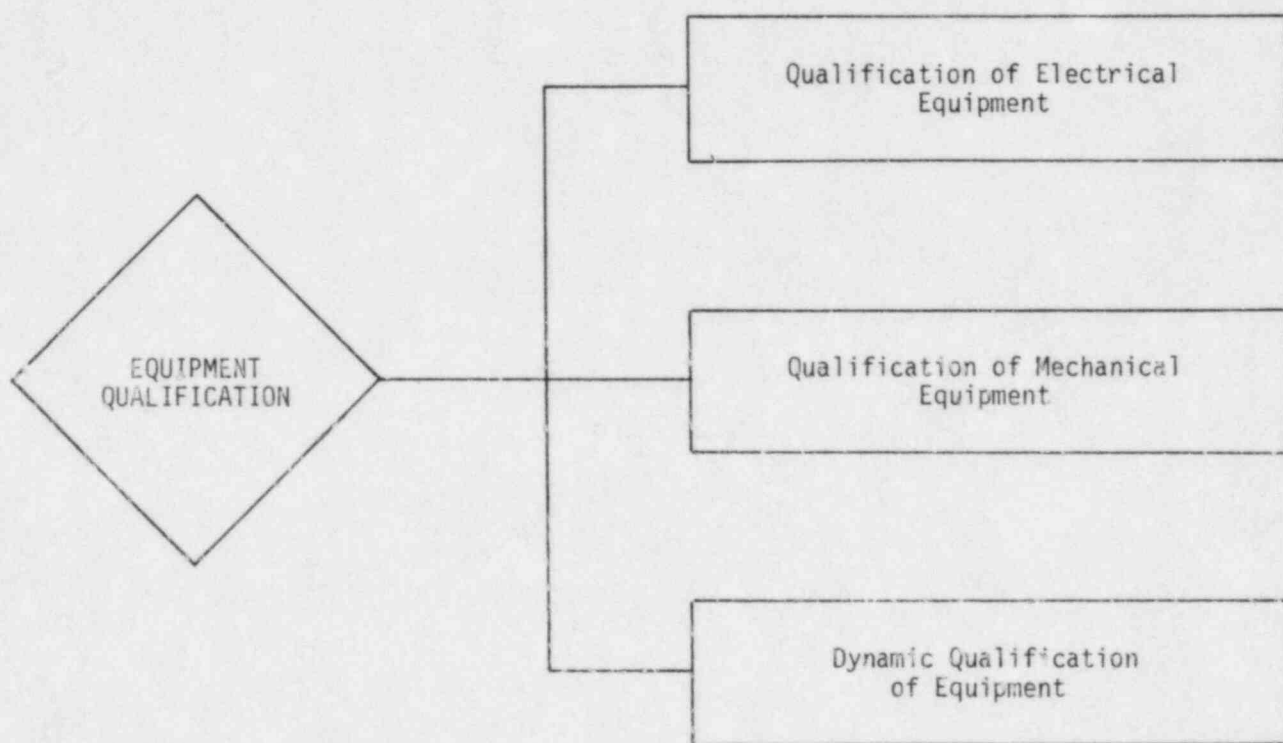 Qualification of Electrical
Equipment
EQUIPMENT
QUALIFICATION
Qualification of Mechanical
Equipment
Dynamic Qualification
of Equipment